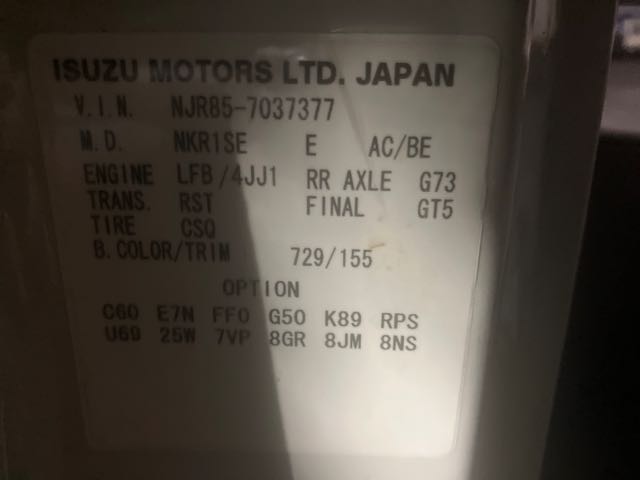 ISUZU MOTORS LTD. JAPAN
V.I.N. NJR85-7037377
M.D. NKR1SE E AC/BE
ENGINE LFB/4JJ1 RR AXLE G73
TRANS. RST FINAL GT5
TIRE CSQ
B.COLOR/TRIM 729/155
OPTION
C60 E7N FF0 G50 K89 RPS
U69 25W 7VP 8GR 8JM 8NS